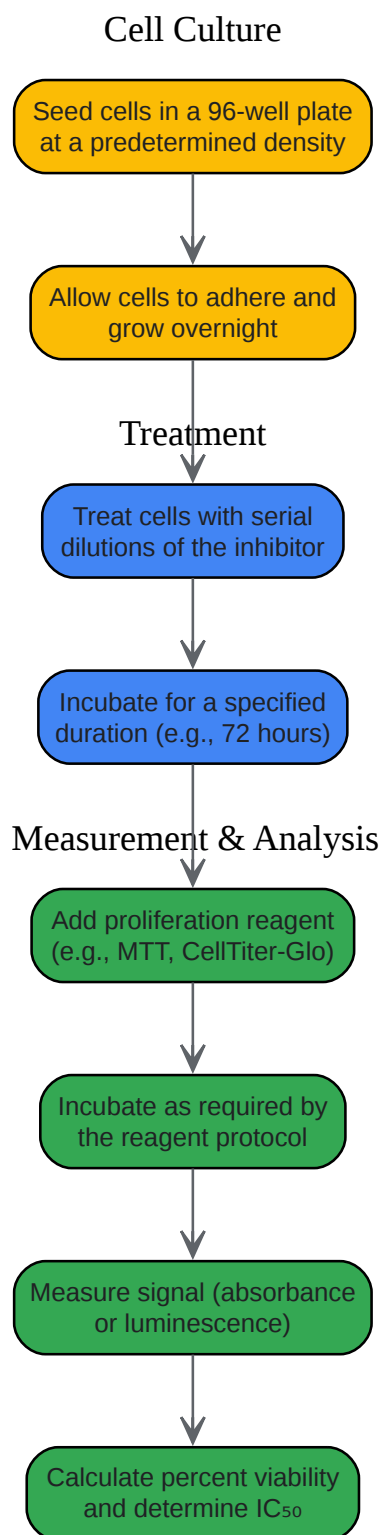 Cell Culture
Seed cells in a 96-well plate
at a predetermined density
Allow cells to adhere and
grow overnight
Treatment
Treat cells with serial
dilutions of the inhibitor
Incubate for a specified
duration (e.g., 72 hours)
Measurement & Analysis
Add proliferation reagent
(e.g., MTT, CellTiter-Glo)
Incubate as required by
the reagent protocol
Measure signal (absorbance
or luminescence)
Calculate percent viability
and determine IC₅₀